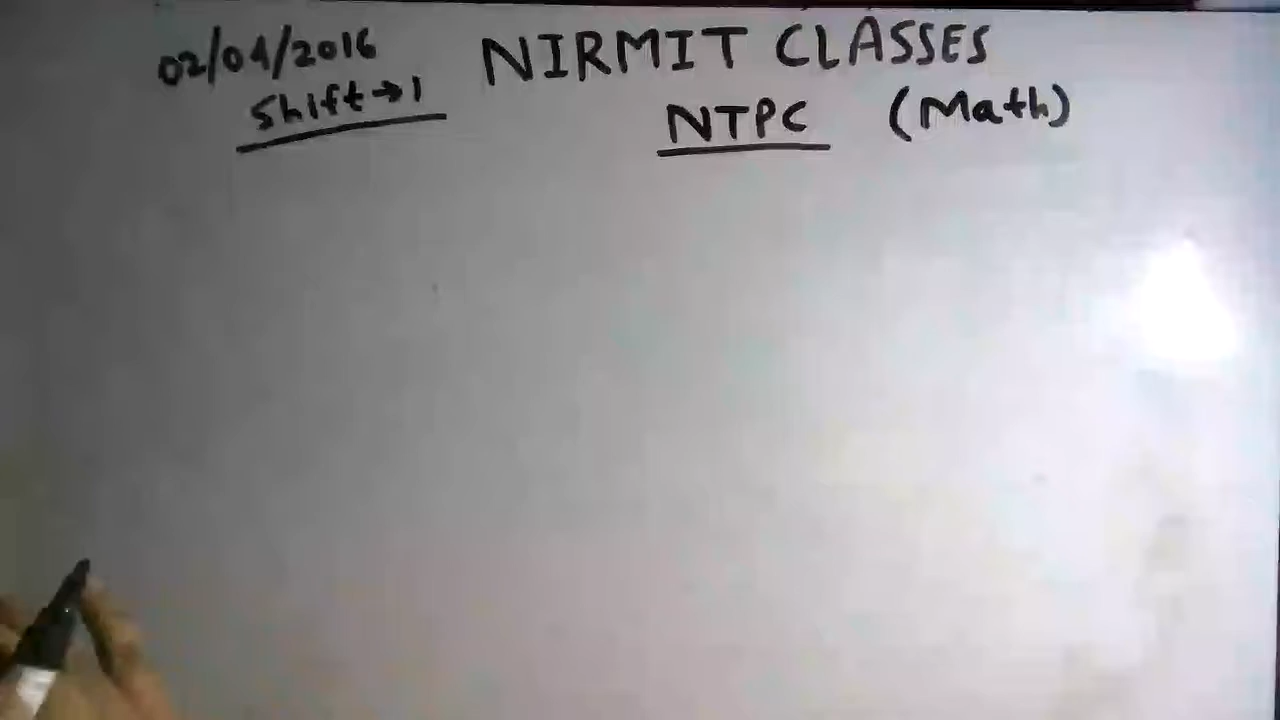 02/04/2016 NIRMIT CLASSES
Shift→1 NTPC (Math)